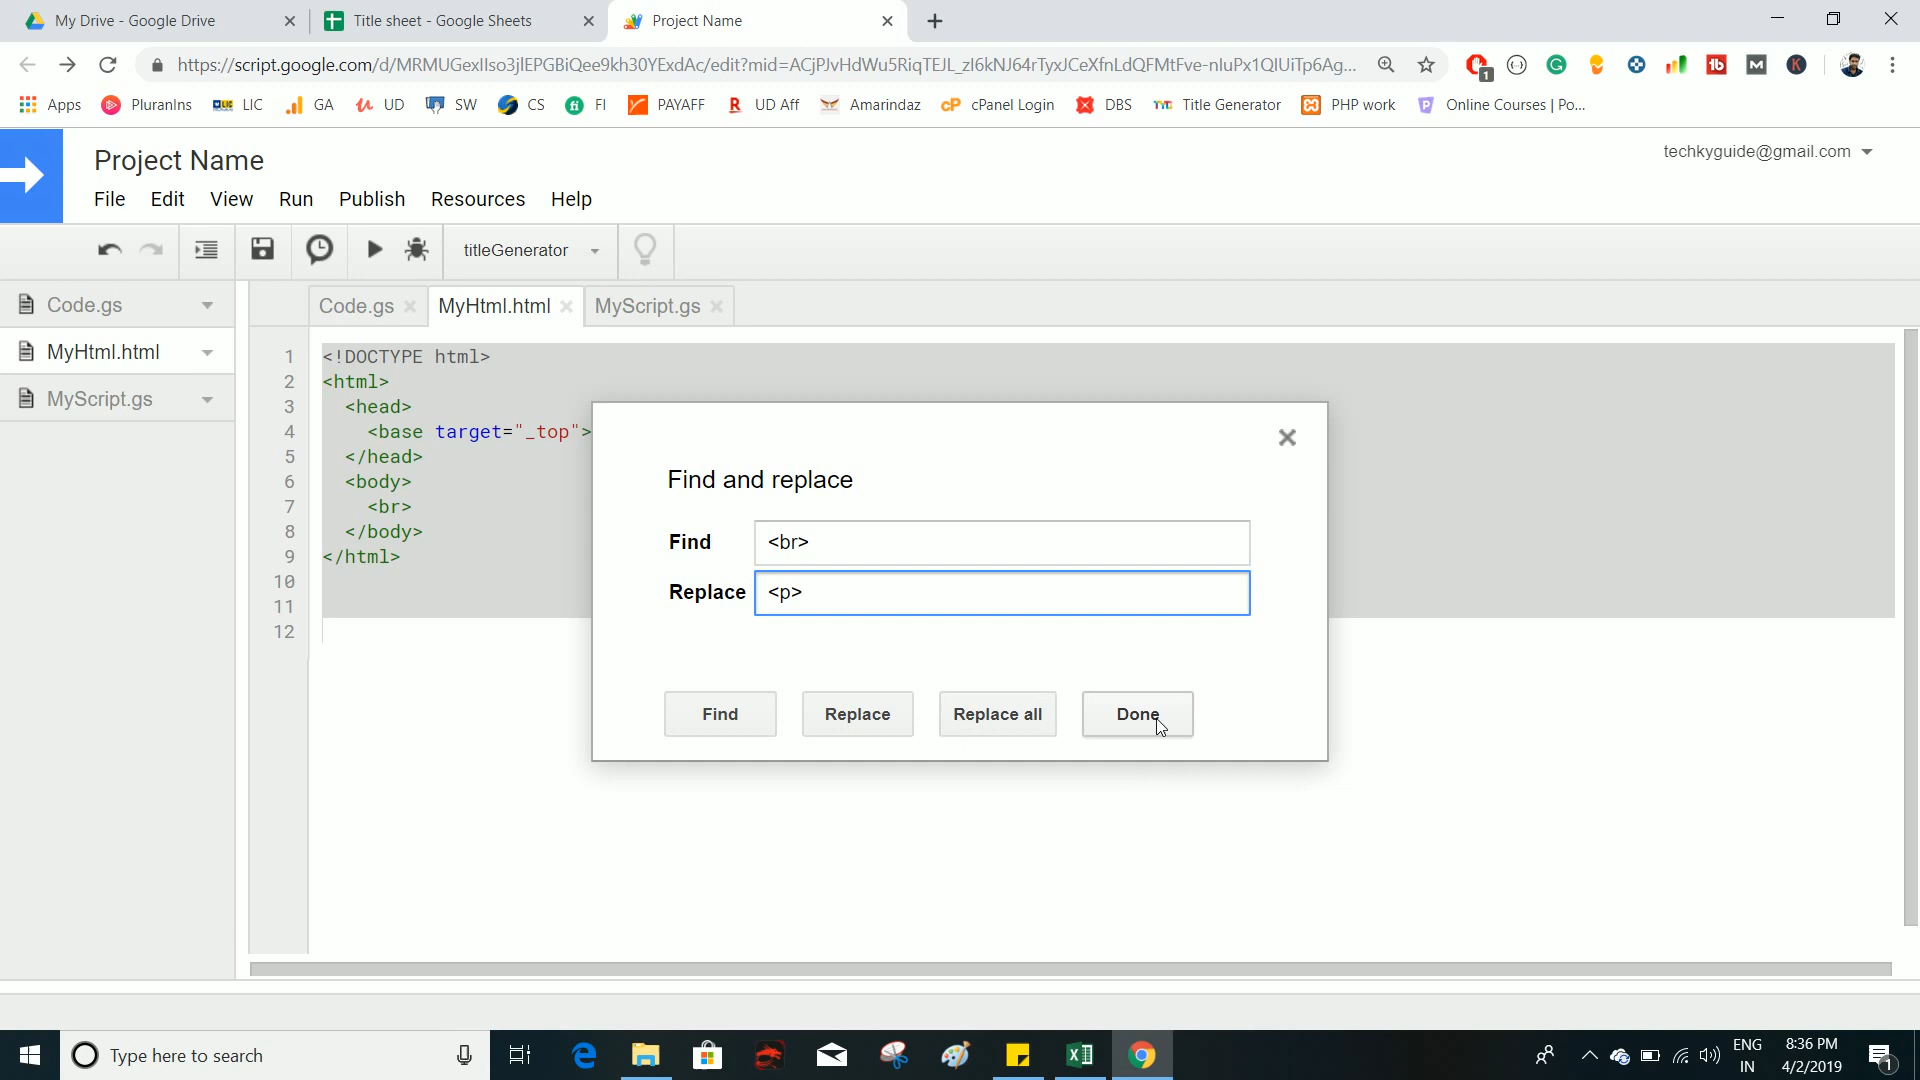 My Drive - Google Drive
Title sheet - Google Sheets
Project Name
https://script.google.com/d/MRMUGexIlso3jlEPGBiQee9kh30YExdAc/edit?mid=ACjPJvHdWu5RiqTEJL_zl6kNJ64rTyxJCeXfnLdQFMtFve-nIuPx1QIUiTp6Ag...
1
Apps
PluranIns
LIC
GA
UD
SW
CS
FI
PAYAFF
UD Aff
Amarindaz
cPanel Login
DBS
Title Generator
PHP work
Online Courses | Po...
Project Name
techkyguide@gmail.com
File Edit View Run Publish Resources Help
titleGenerator
Code.gs
MyHtml.html
MyScript.gs
Code.gs
MyHtml.html
MyScript.gs
1 <!DOCTYPE html>
2 <html>
3 <head>
4 <base target="_top">
5 </head>
6 <body>
7 <br>
8 </body>
9 </html>
10
11
12
Find and replace
Find <br>
Replace <p>
Find
Replace
Replace all
Done
Type here to search
ENG
IN
8:36 PM
4/2/2019
1